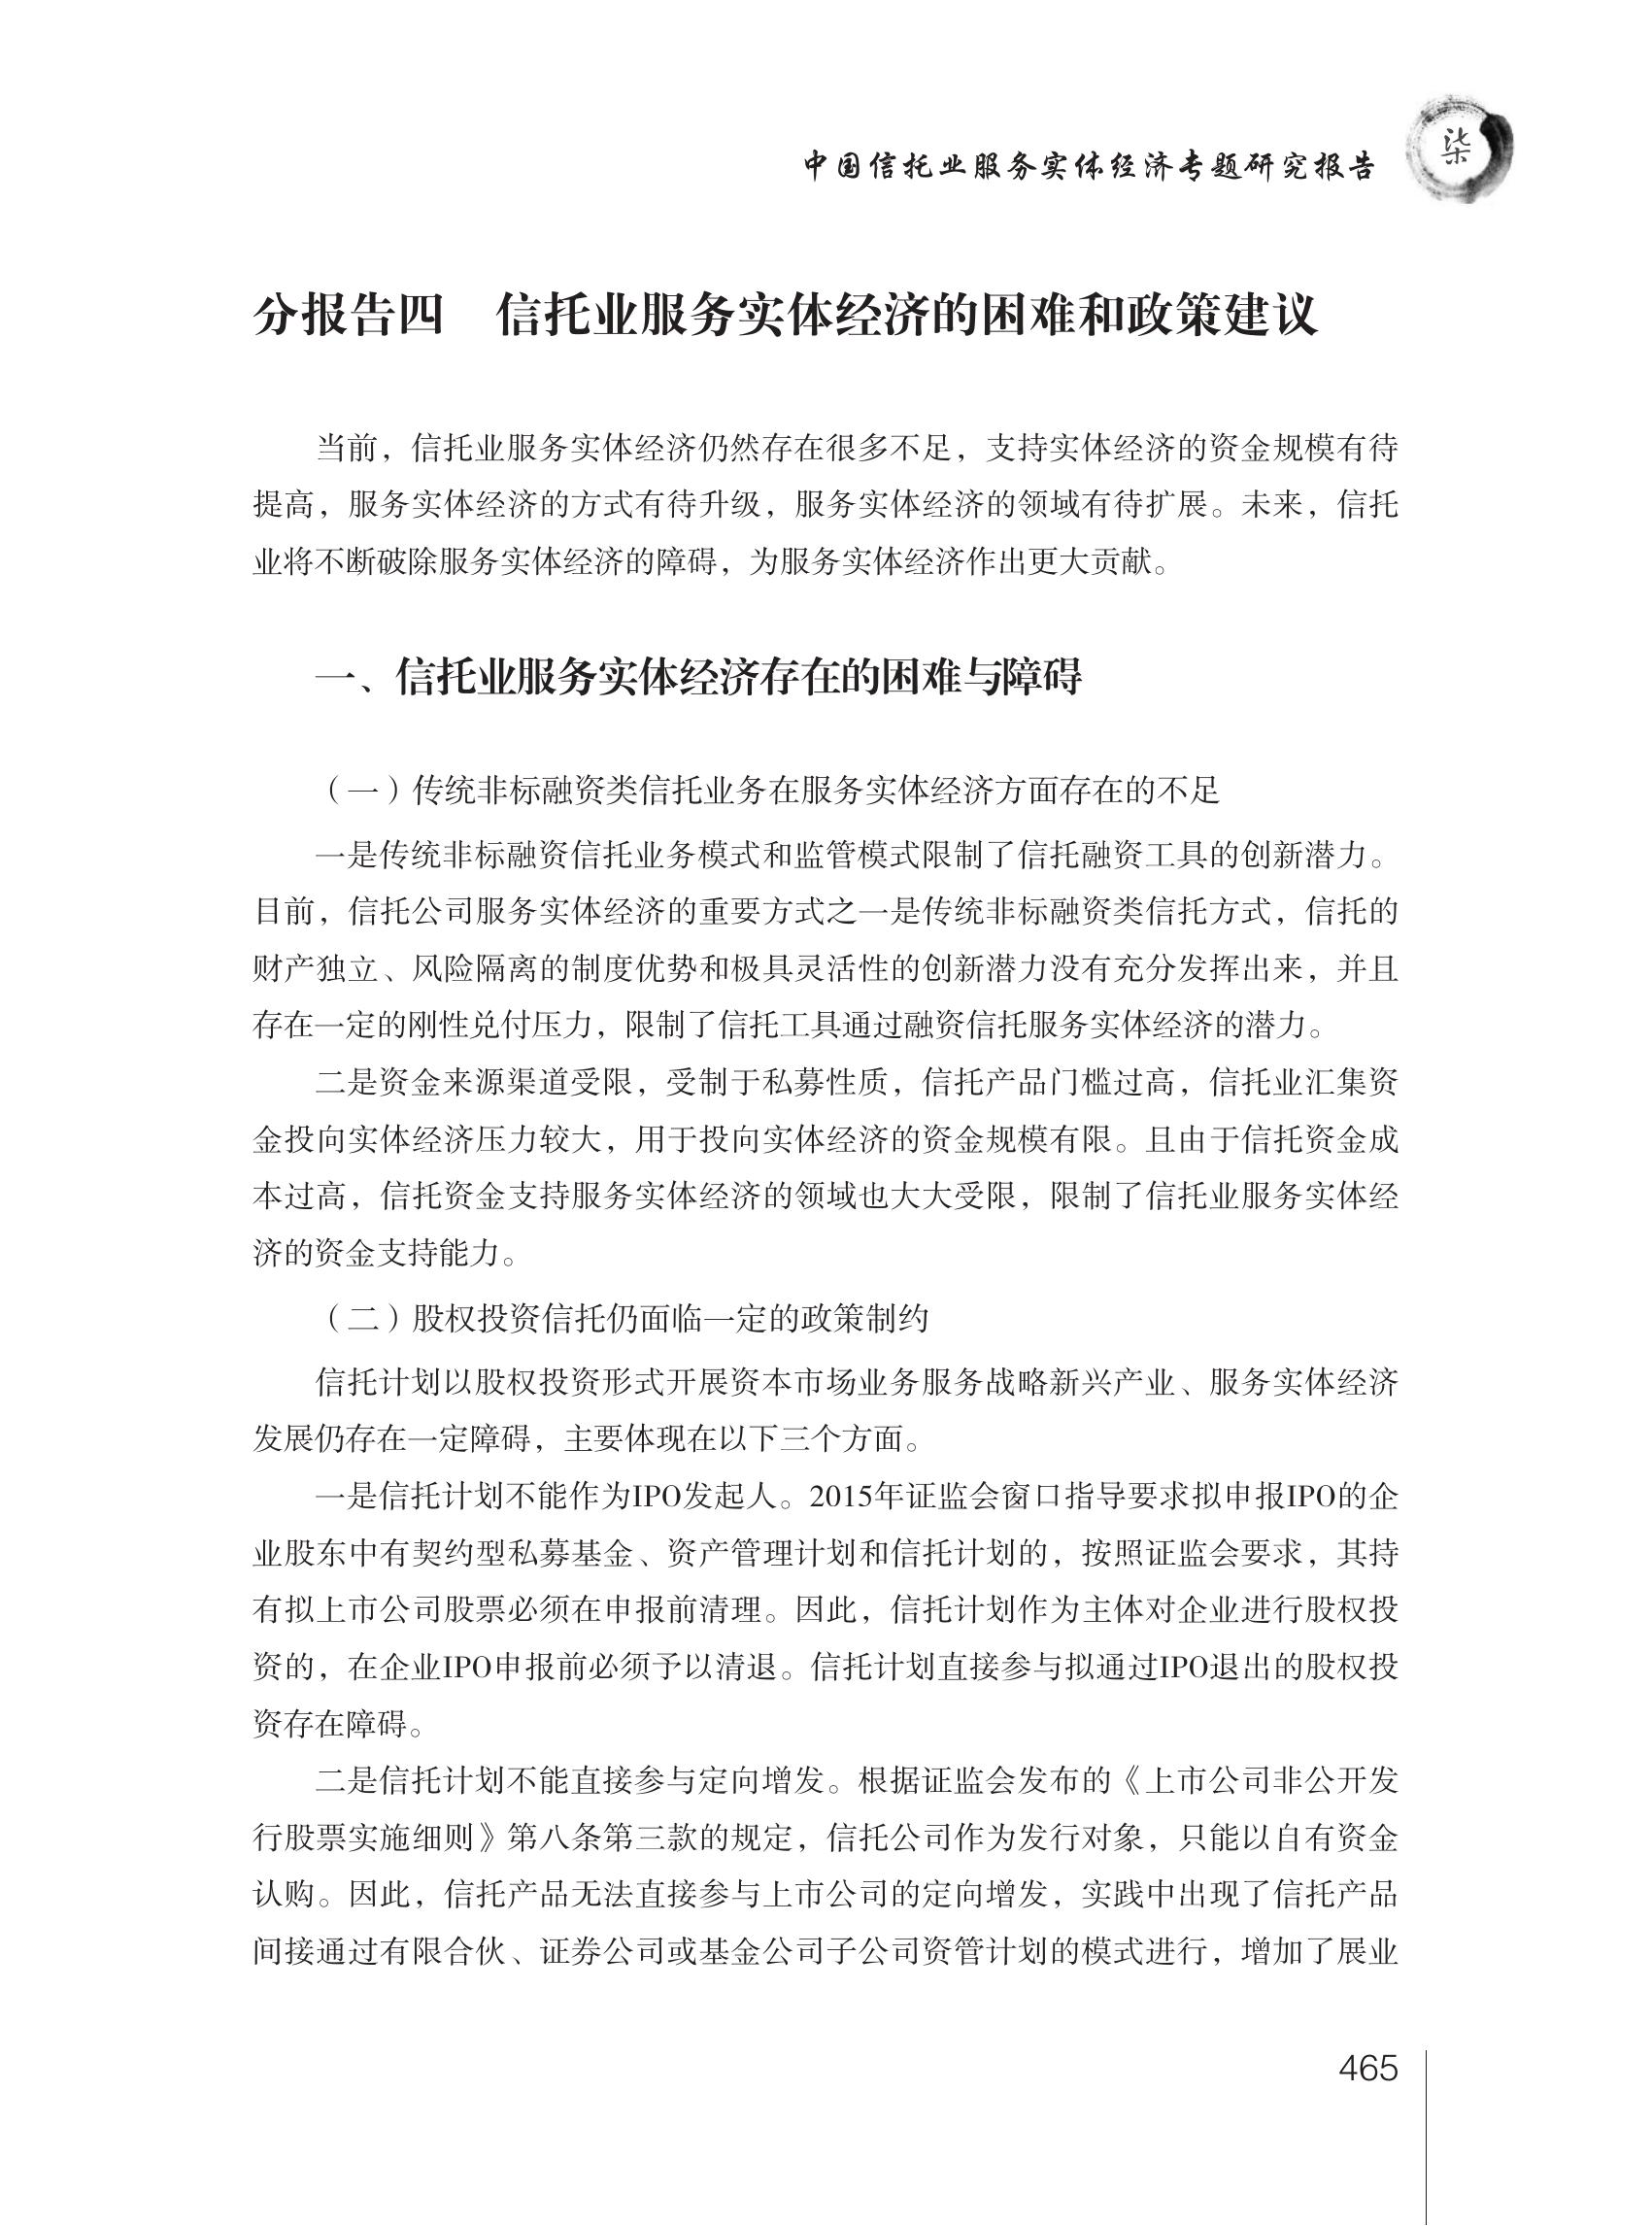 中国信托业服务实体经济专题研究报告
柒
分报告四　信托业服务实体经济的困难和政策建议
当前，信托业服务实体经济仍然存在很多不足，支持实体经济的资金规模有待
提高，服务实体经济的方式有待升级，服务实体经济的领域有待扩展。未来，信托
业将不断破除服务实体经济的障碍，为服务实体经济作出更大贡献。
一、信托业服务实体经济存在的困难与障碍
（一）传统非标融资类信托业务在服务实体经济方面存在的不足
一是传统非标融资信托业务模式和监管模式限制了信托融资工具的创新潜力。
目前，信托公司服务实体经济的重要方式之一是传统非标融资类信托方式，信托的
财产独立、风险隔离的制度优势和极具灵活性的创新潜力没有充分发挥出来，并且
存在一定的刚性兑付压力，限制了信托工具通过融资信托服务实体经济的潜力。
二是资金来源渠道受限，受制于私募性质，信托产品门槛过高，信托业汇集资
金投向实体经济压力较大，用于投向实体经济的资金规模有限。且由于信托资金成
本过高，信托资金支持服务实体经济的领域也大大受限，限制了信托业服务实体经
济的资金支持能力。
（二）股权投资信托仍面临一定的政策制约
信托计划以股权投资形式开展资本市场业务服务战略新兴产业、服务实体经济
发展仍存在一定障碍，主要体现在以下三个方面。
一是信托计划不能作为IPO发起人。2015年证监会窗口指导要求拟申报IPO的企
业股东中有契约型私募基金、资产管理计划和信托计划的，按照证监会要求，其持
有拟上市公司股票必须在申报前清理。因此，信托计划作为主体对企业进行股权投
资的，在企业IPO申报前必须予以清退。信托计划直接参与拟通过IPO退出的股权投
资存在障碍。
二是信托计划不能直接参与定向增发。根据证监会发布的《上市公司非公开发
行股票实施细则》第八条第三款的规定，信托公司作为发行对象，只能以自有资金
认购。因此，信托产品无法直接参与上市公司的定向增发，实践中出现了信托产品
间接通过有限合伙、证券公司或基金公司子公司资管计划的模式进行，增加了展业
465